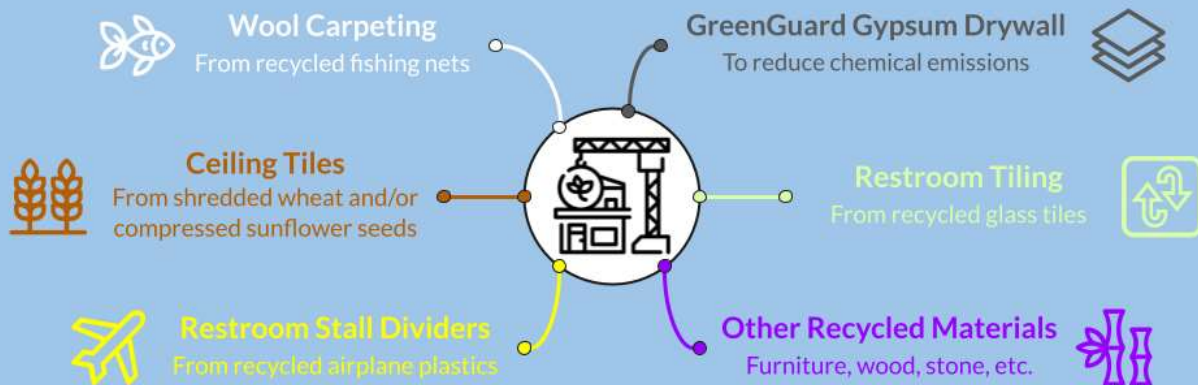 Wool Carpeting
From recycled fishing nets
GreenGuard Gypsum Drywall
To reduce chemical emissions
Ceiling Tiles
From shredded wheat and/or
compressed sunflower seeds
Restroom Tiling
From recycled glass tiles
Restroom Stall Dividers
From recycled airplane plastics
Other Recycled Materials
Furniture, wood, stone, etc.